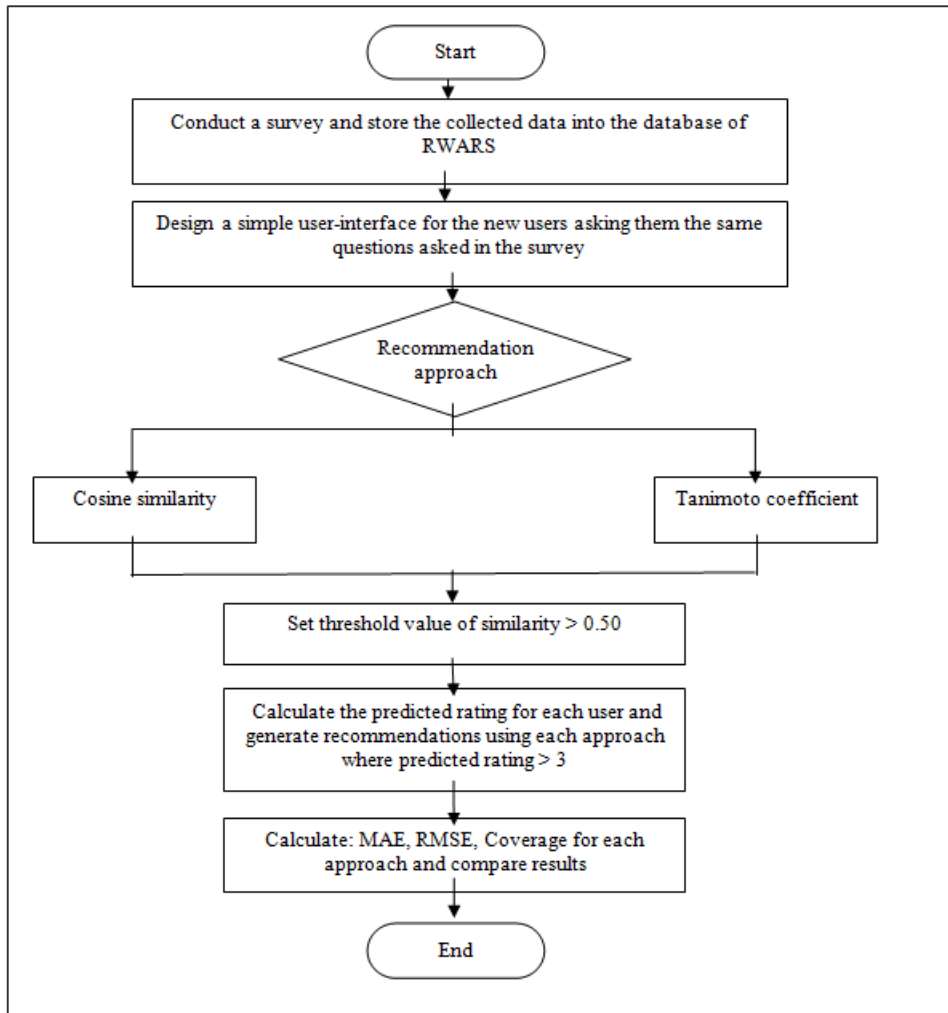 Start
Conduct a survey and store the collected data into the database of
RWARS
Design a simple user-interface for the new users asking them the same
questions asked in the survey
Recommendation
approach
Cosine similarity
Tanimoto coefficient
Set threshold value of similarity > 0.50
Calculate the predicted rating for each user and
generate recommendations using each approach
where predicted rating > 3
Calculate: MAE, RMSE, Coverage for each
approach and compare results
End